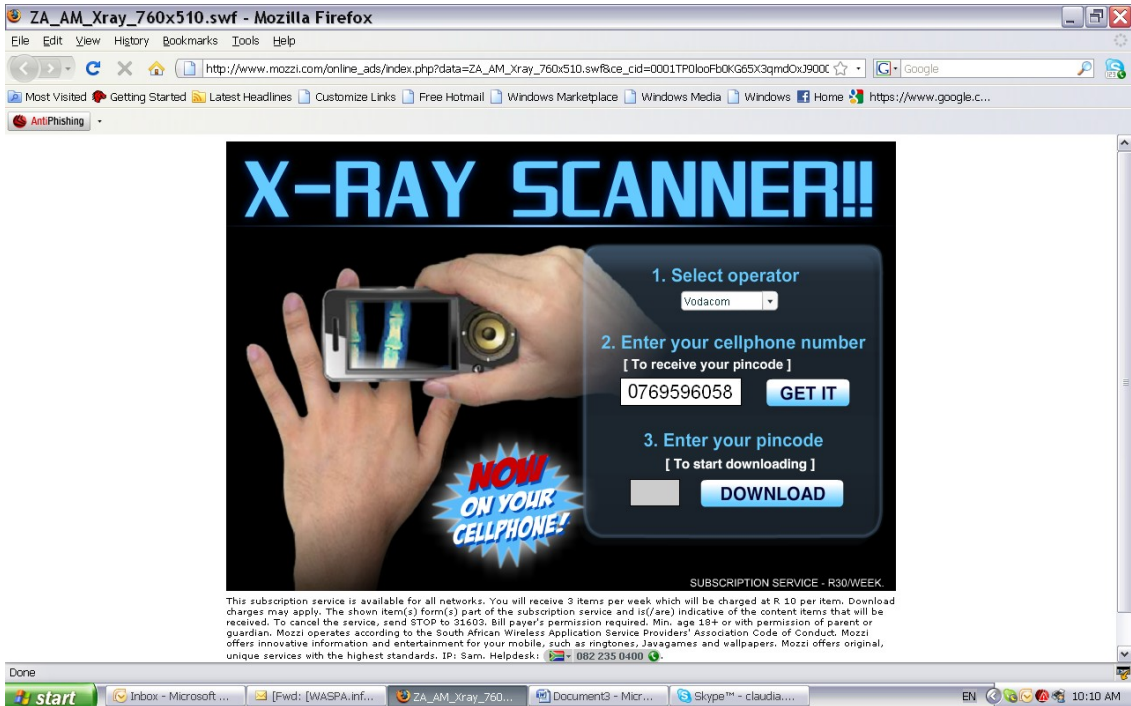 ZA_AM_Xray_760x510.swf - Mozilla Firefox
File Edit View History Bookmarks Tools Help
http://www.mozzi.com/online_ads/index.php?data=ZA_AM_Xray_760x510.swf&ce_cid=0001TP0looFb0KG65X3qmdOxJ900C
Google
Most Visited Getting Started Latest Headlines Customize Links Free Hotmail Windows Marketplace Windows Media Windows Home https://www.google.c...
AntiPhishing
X-RAY SCANNER!!
1. Select operator
Vodacom
2. Enter your cellphone number
[ To receive your pincode ]
0769596058 GET IT
3. Enter your pincode
[ To start downloading ]
DOWNLOAD
NOW
ON YOUR
CELLPHONE!
SUBSCRIPTION SERVICE - R30/WEEK.
This subscription service is available for all networks. You will receive 3 items per week which will be charged at R 10 per item. Download
charges may apply. The shown item(s) form(s) part of the subscription service and is(/are) indicative of the content items that will be
received. To cancel the service, send STOP to 31603. Bill payer's permission required. Min. age 18+ or with permission of parent or
guardian. Mozzi operates according to the South African Wireless Application Service Providers' Association Code of Conduct. Mozzi
offers innovative information and entertainment for your mobile, such as ringtones, Javagames and wallpapers. Mozzi offers original,
unique services with the highest standards. IP: Sam. Helpdesk: 082 235 0400
Done
start Inbox - Microsoft ... [Fwd: [WASPA.inf... ZA_AM_Xray_760... Document3 - Micr... Skype™ - claudia.... EN 10:10 AM